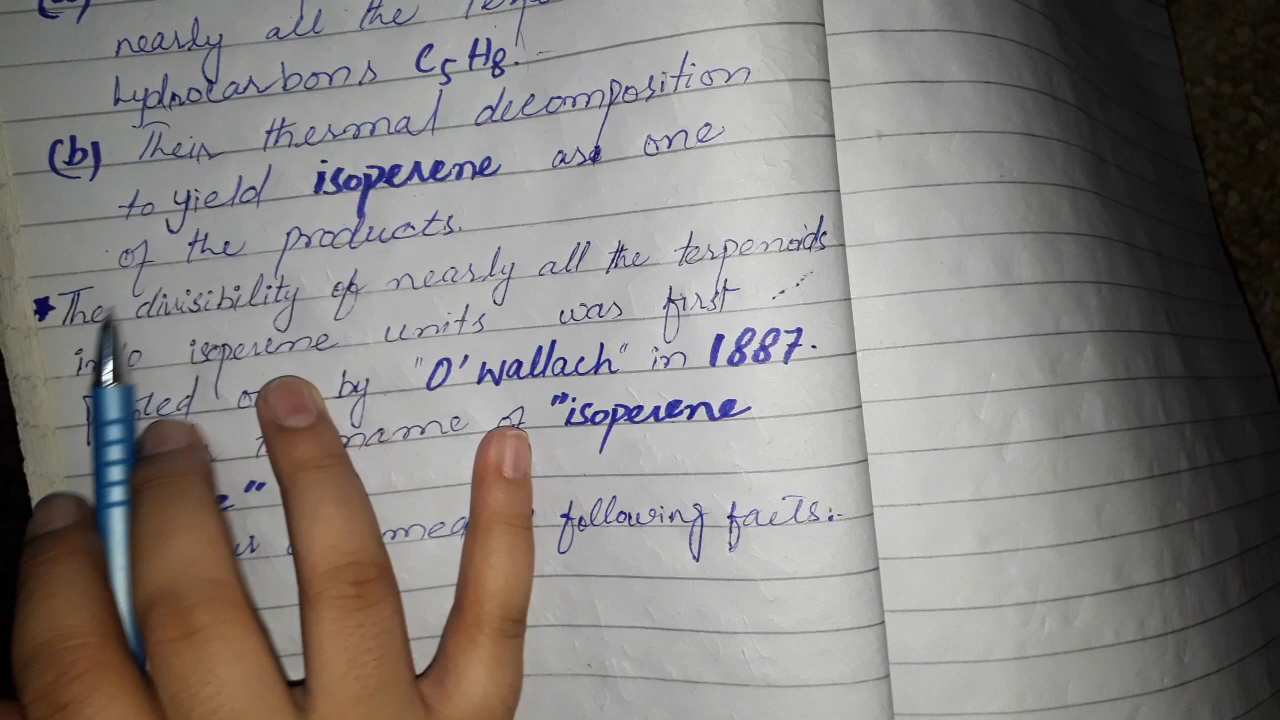 (a)
nearly all the
hydrocarbons C5H8.
(b) Their thermal decomposition
to yield isoperene as one
of the products.
The divisibility of nearly all the terpenoids
into isoperene units was first
by "O' Wallach" in 1887.
name of "isoperene
"
following facts:-